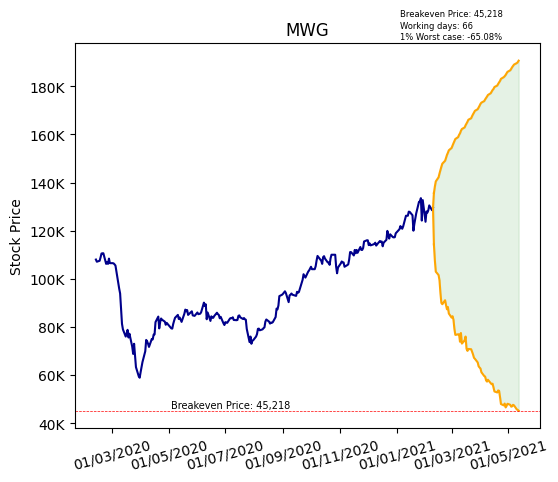 Breakeven Price: 45,218
Working days: 66
1% Worst case: -65.08%
MWG
Stock Price
180K
160K
140K
120K
100K
80K
60K
40K
Breakeven Price: 45,218
01/03/2020
01/05/2020
01/07/2020
01/09/2020
01/11/2020
01/01/2021
01/03/2021
01/05/2021